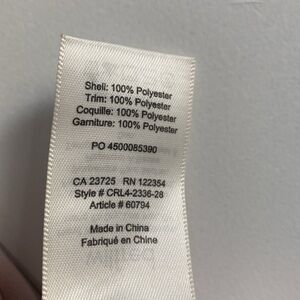 Shell: 100% Polyester
Trim: 100% Polyester
Coquille: 100% Polyester
Garniture: 100% Polyester
PO 4500085390
CA 23725 RN 122354
Style # CRL4-2336-28
Article # 60794
Made in China
Fabriqué en Chine